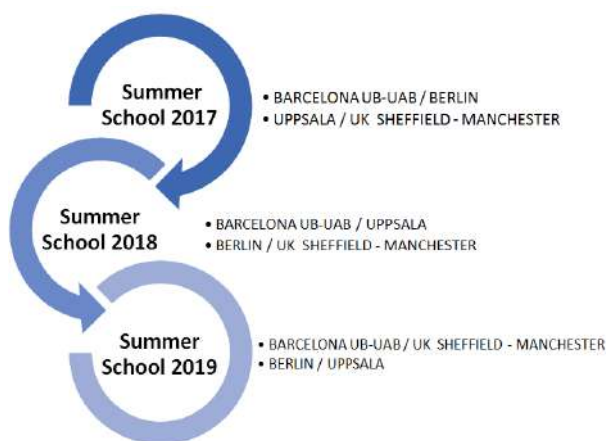 Summer
School 2017
• BARCELONA UB-UAB / BERLIN
• UPPSALA / UK SHEFFIELD - MANCHESTER
Summer
School 2018
• BARCELONA UB-UAB / UPPSALA
• BERLIN / UK SHEFFIELD - MANCHESTER
Summer
School 2019
• BARCELONA UB-UAB / UK SHEFFIELD - MANCHESTER
• BERLIN / UPPSALA